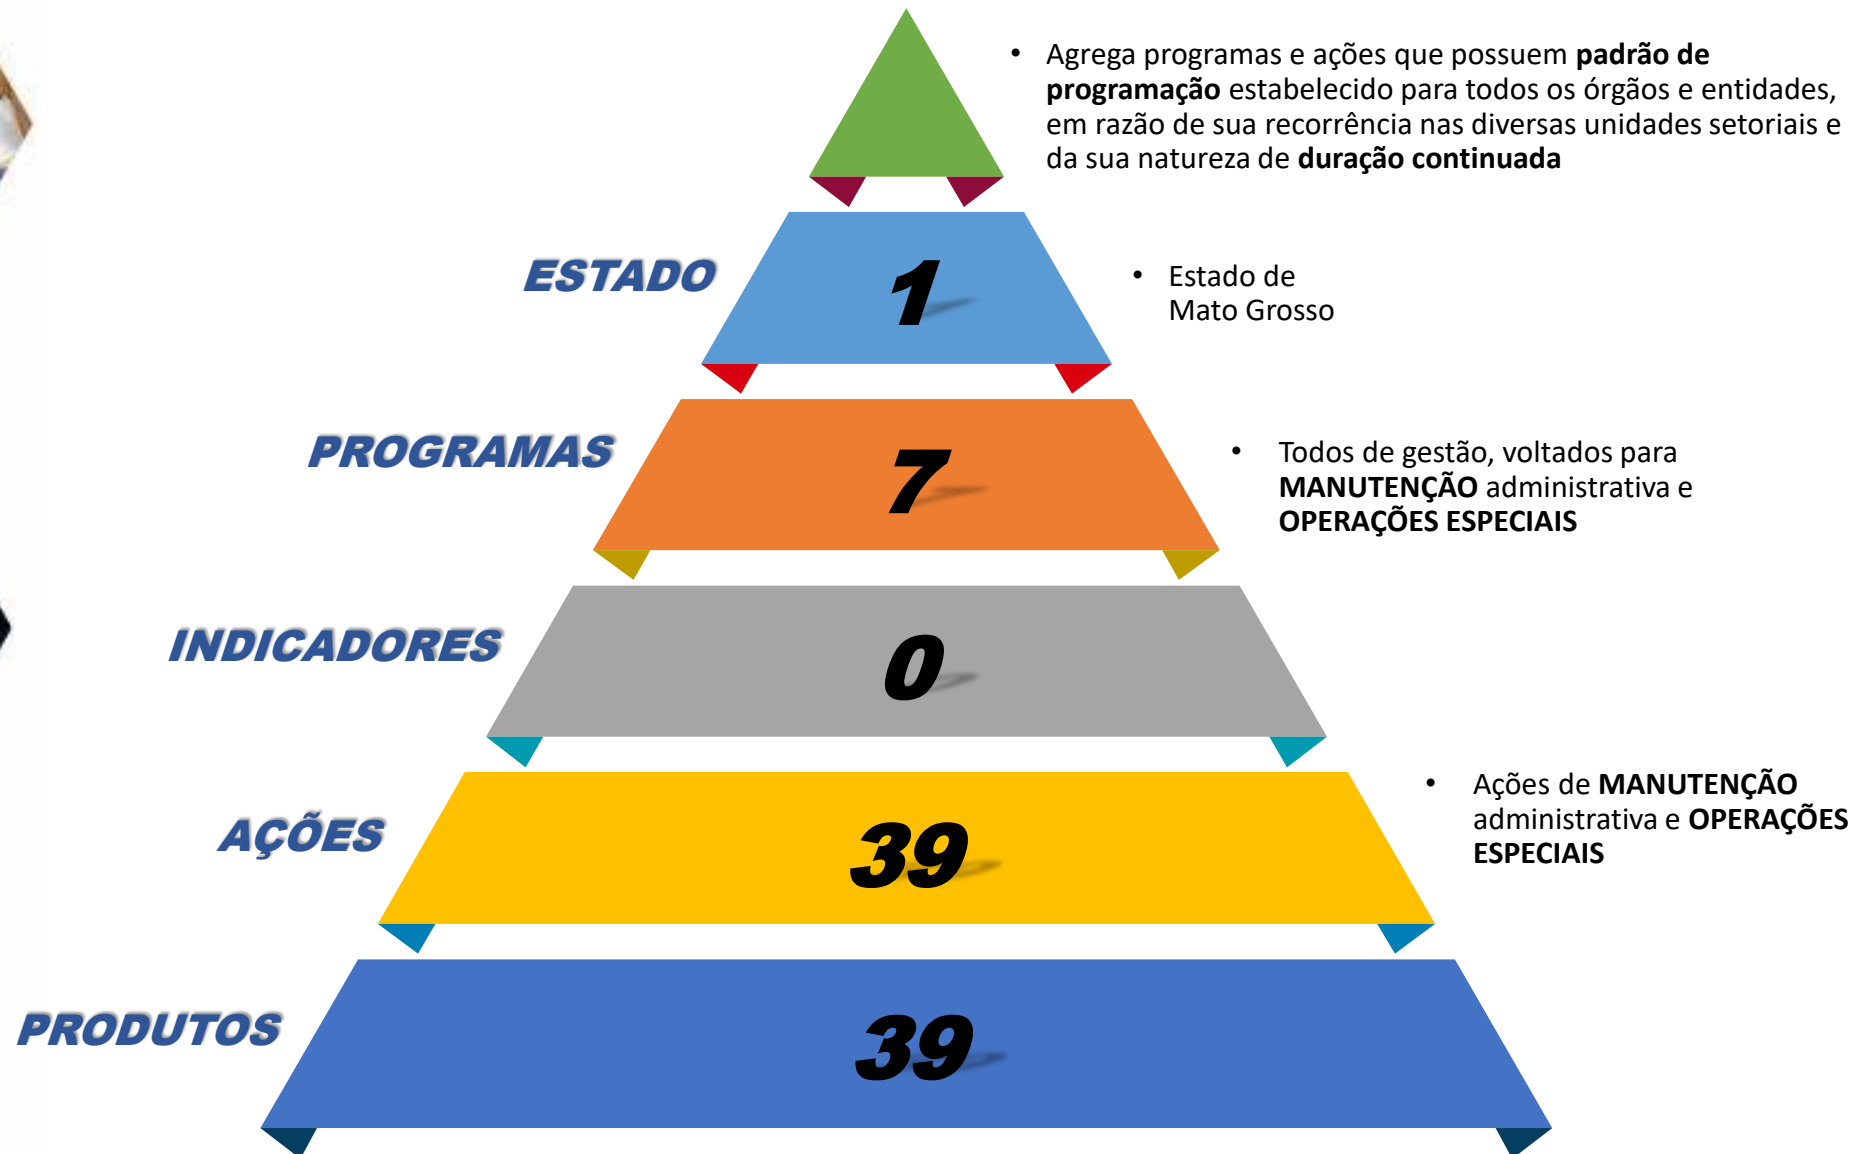 • Agrega programas e ações que possuem padrão de
programação estabelecido para todos os órgãos e entidades,
em razão de sua recorrência nas diversas unidades setoriais e
da sua natureza de duração continuada
ESTADO
1
• Estado de
Mato Grosso
PROGRAMAS
7
• Todos de gestão, voltados para
MANUTENÇÃO administrativa e
OPERAÇÕES ESPECIAIS
INDICADORES
0
AÇÕES
39
• Ações de MANUTENÇÃO
administrativa e OPERAÇÕES
ESPECIAIS
PRODUTOS
39